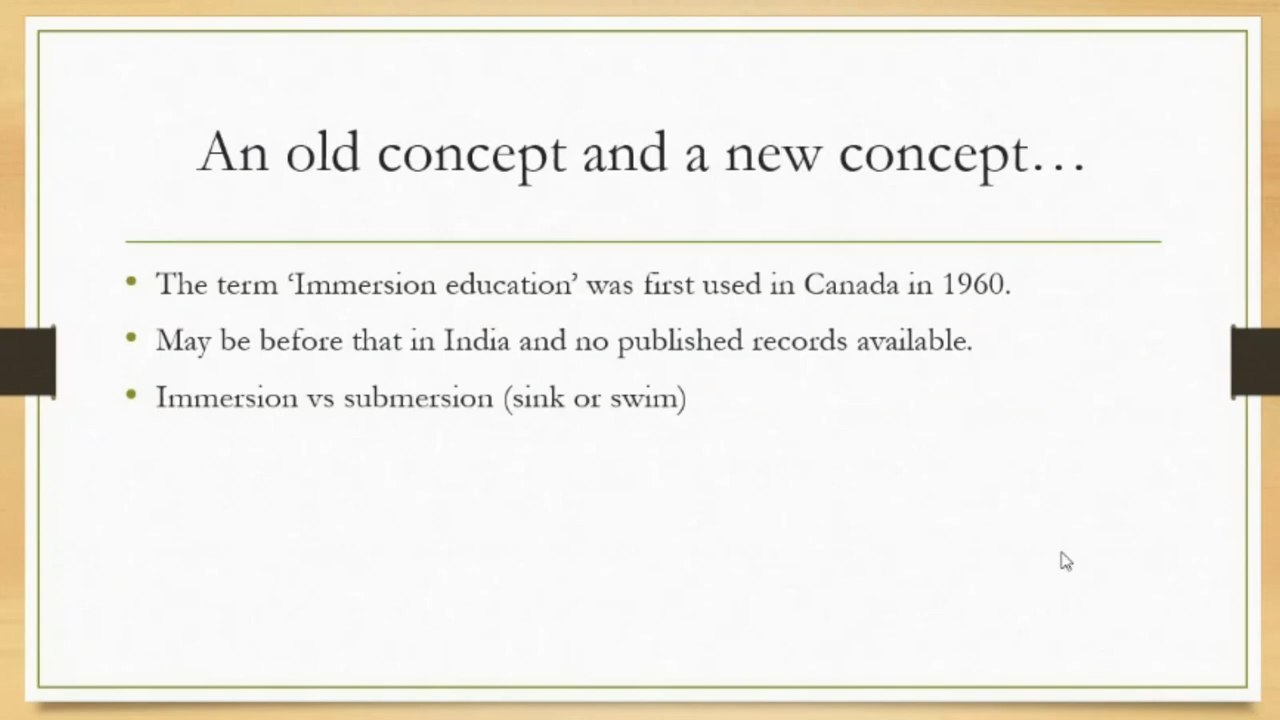 An old concept and a new concept…
• The term ‘Immersion education’ was first used in Canada in 1960.
• May be before that in India and no published records available.
• Immersion vs submersion (sink or swim)